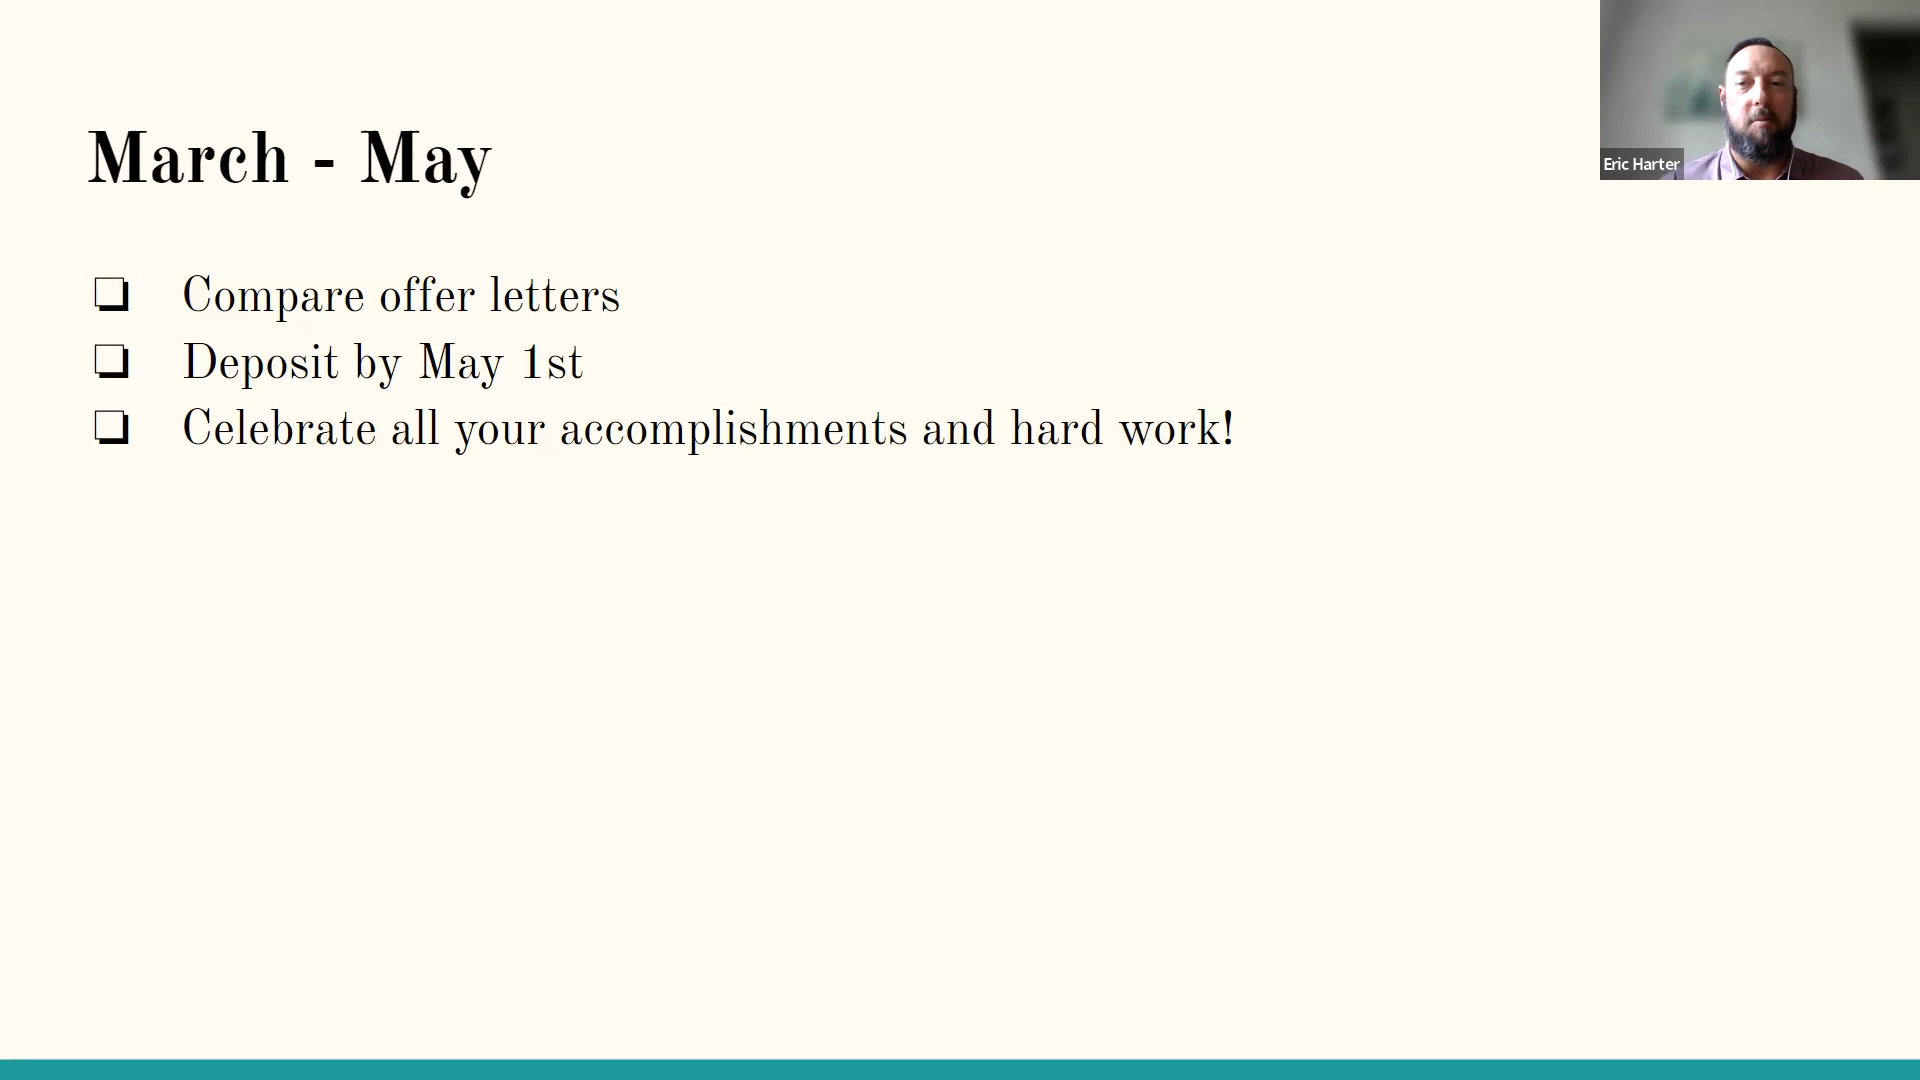 March - May
❏ Compare offer letters
❏ Deposit by May 1st
❏ Celebrate all your accomplishments and hard work!
Eric Harter